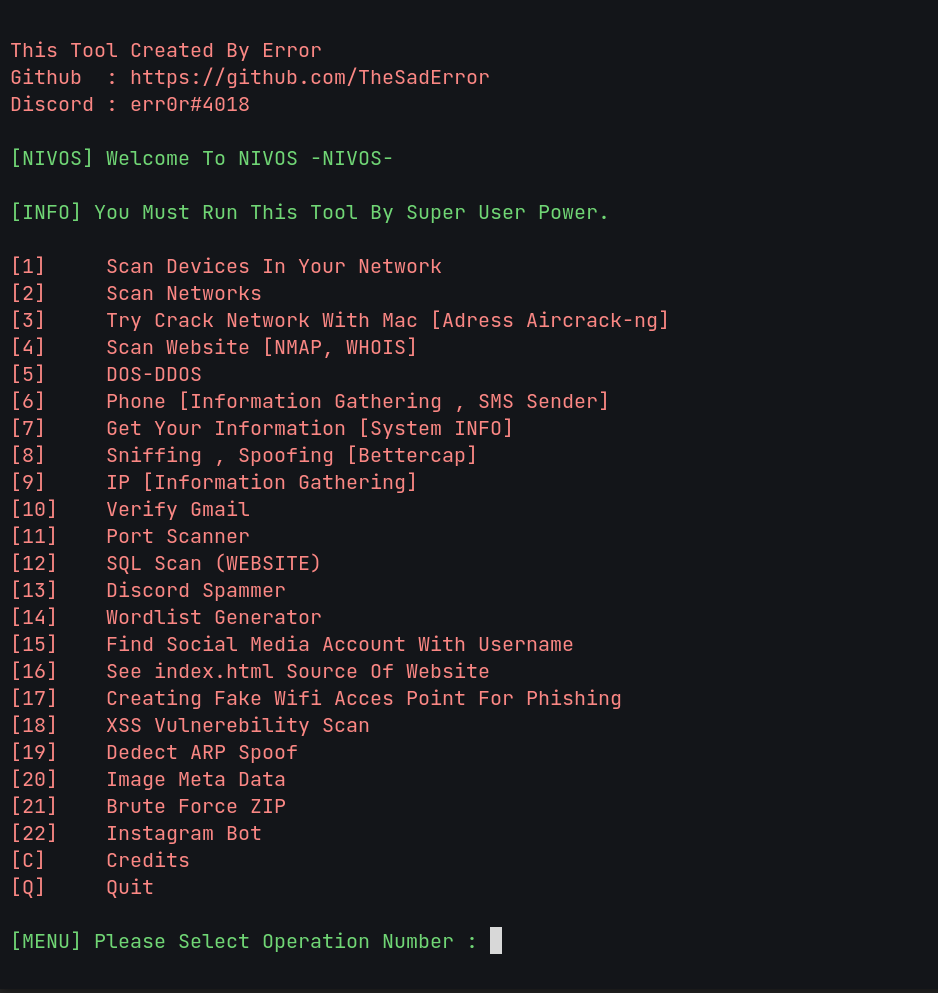 This Tool Created By Error
Github  : https://github.com/TheSadError
Discord : err0r#4018
[NIVOS] Welcome To NIVOS -NIVOS-
[INFO] You Must Run This Tool By Super User Power.
[1]     Scan Devices In Your Network
[2]     Scan Networks
[3]     Try Crack Network With Mac [Adress Aircrack-ng]
[4]     Scan Website [NMAP, WHOIS]
[5]     DOS-DDOS
[6]     Phone [Information Gathering , SMS Sender]
[7]     Get Your Information [System INFO]
[8]     Sniffing , Spoofing [Bettercap]
[9]     IP [Information Gathering]
[10]    Verify Gmail
[11]    Port Scanner
[12]    SQL Scan (WEBSITE)
[13]    Discord Spammer
[14]    Wordlist Generator
[15]    Find Social Media Account With Username
[16]    See index.html Source Of Website
[17]    Creating Fake Wifi Acces Point For Phishing
[18]    XSS Vulnerebility Scan
[19]    Dedect ARP Spoof
[20]    Image Meta Data
[21]    Brute Force ZIP
[22]    Instagram Bot
[C]     Credits
[Q]     Quit
[MENU] Please Select Operation Number :